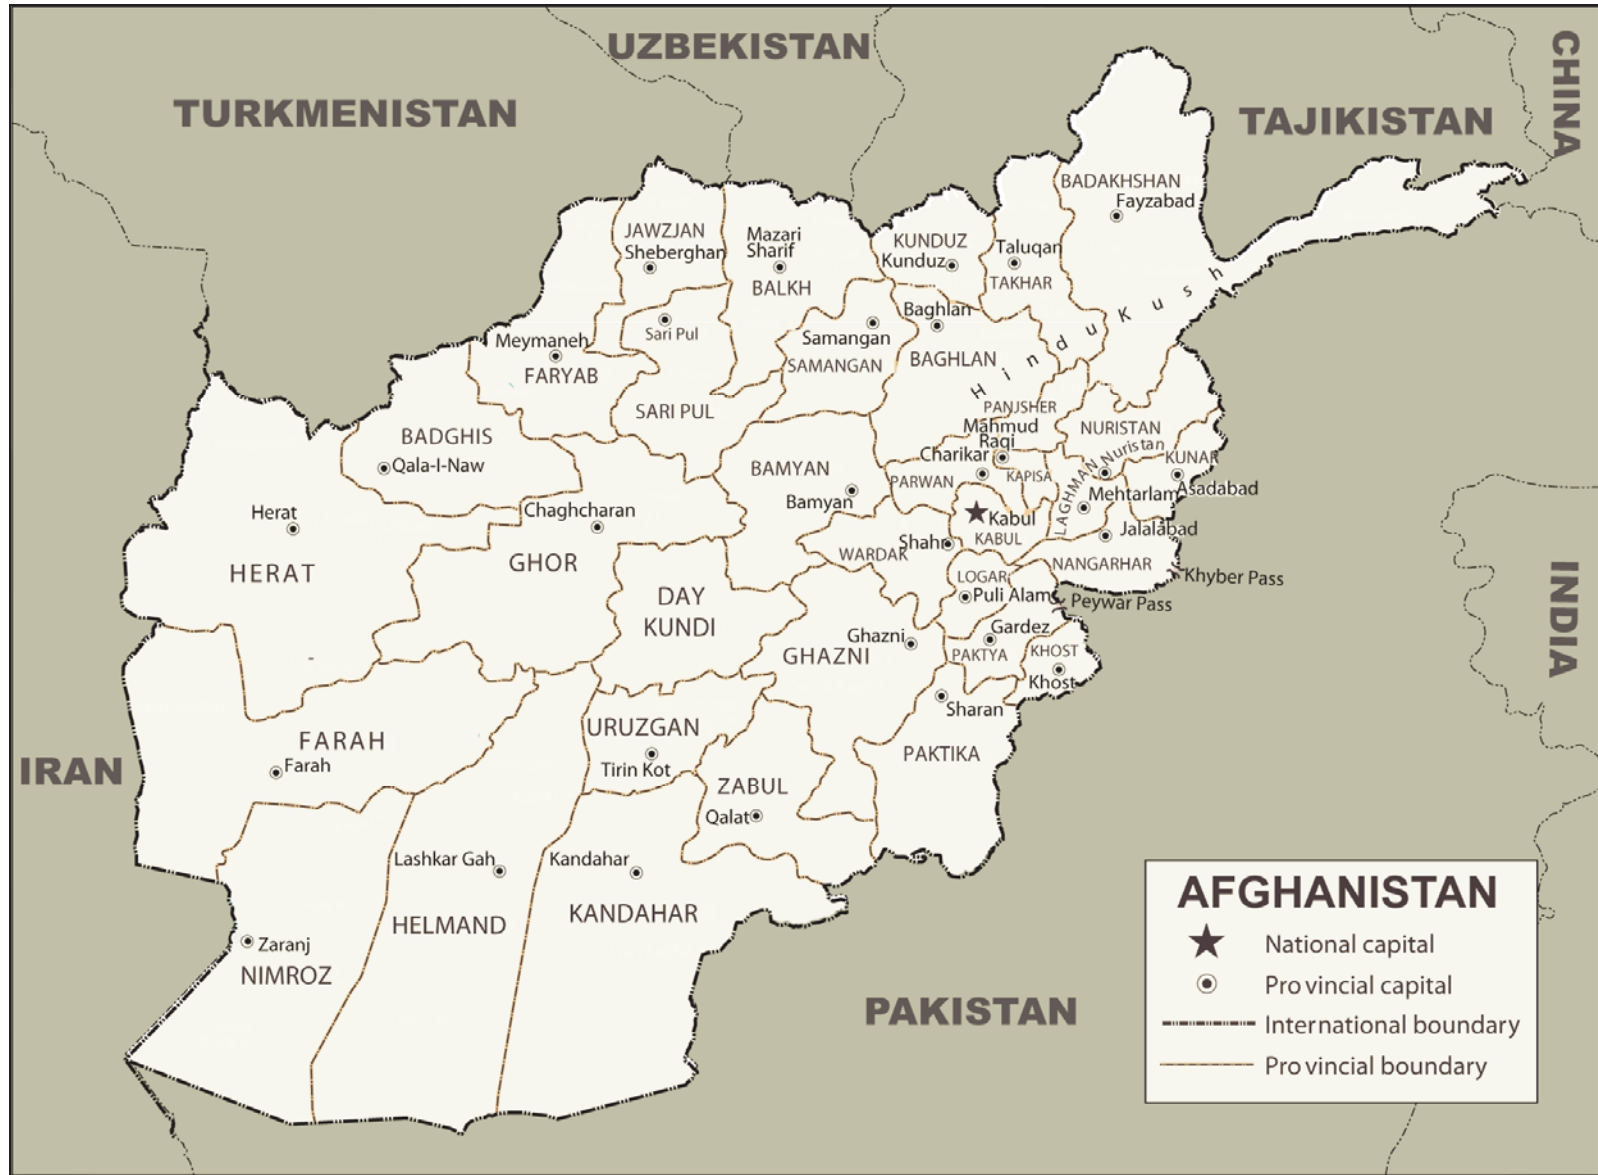 UZBEKISTAN
CHINA
TURKMENISTAN
TAJIKISTAN
BADAKHSHAN
Fayzabad
JAWZJAN
Sheberghan
Mazari
Sharif
BALKH
KUNDUZ
Kunduz
Taluqan
TAKHAR
Hindu Kush
Sari Pul
Samangan
SAMANGAN
Baghlan
BAGHLAN
Meymaneh
FARYAB
SARI PUL
PANJSHER
Mahmud
Raqi
NURISTAN
Nuristan
BADGHIS
Qala-I-Naw
BAMYAN
Bamyan
Charikar
PARWAN
KAPISA
LAGHMAN
Mehtarlam
KUNAR
Asadabad
Herat
HERAT
Chaghcharan
GHOR
WARDAK
Shahr
Kabul
KABUL
Jalalabad
NANGARHAR
Khyber Pass
DAY
KUNDI
LOGAR
Puli Alam
Peywar Pass
INDIA
GHAZNI
Ghazni
Gardez
PAKTYA
KHOST
Khost
Sharan
PAKTIKA
IRAN
FARAH
Farah
URUZGAN
Tirin Kot
ZABUL
Qalat
Lashkar Gah
HELMAND
Kandahar
KANDAHAR
Zaranj
NIMROZ
PAKISTAN
AFGHANISTAN
National capital
Pro vincial capital
International boundary
Pro vincial boundary